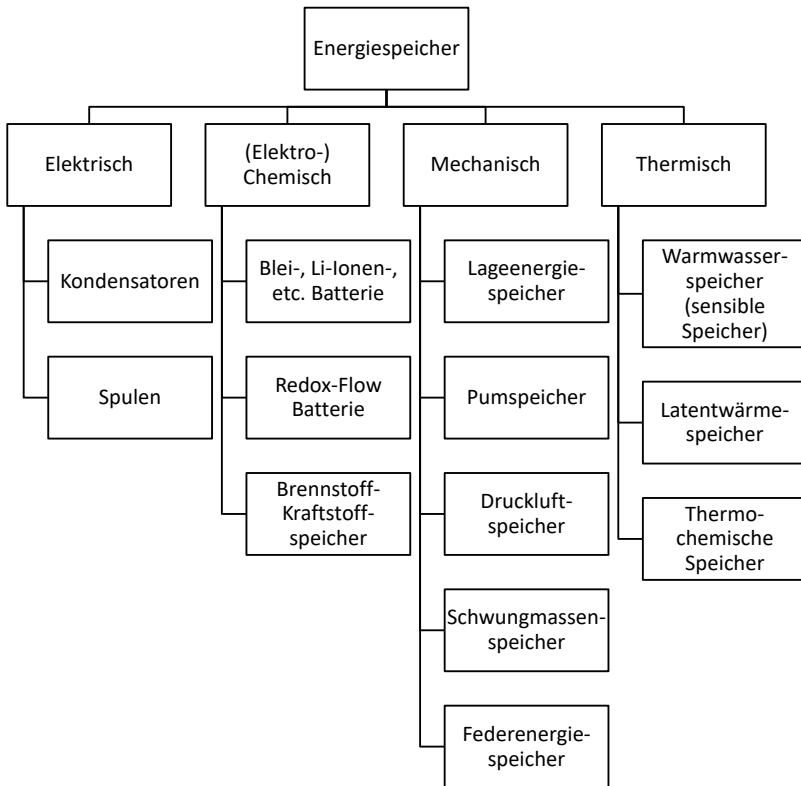 Energiespeicher
Elektrisch
(Elektro-)
Chemisch
Mechanisch
Thermisch
Kondensatoren
Spulen
Blei-, Li-Ionen-,
etc. Batterie
Redox-Flow
Batterie
Brennstoff-
Kraftstoff-
speicher
Lageenergie-
speicher
Pumspeicher
Druckluft-
speicher
Schwungmassen-
speicher
Federenergie-
speicher
Warmwasser-
speicher
(sensible
Speicher)
Latentwärme-
speicher
Thermo-
chemische
Speicher